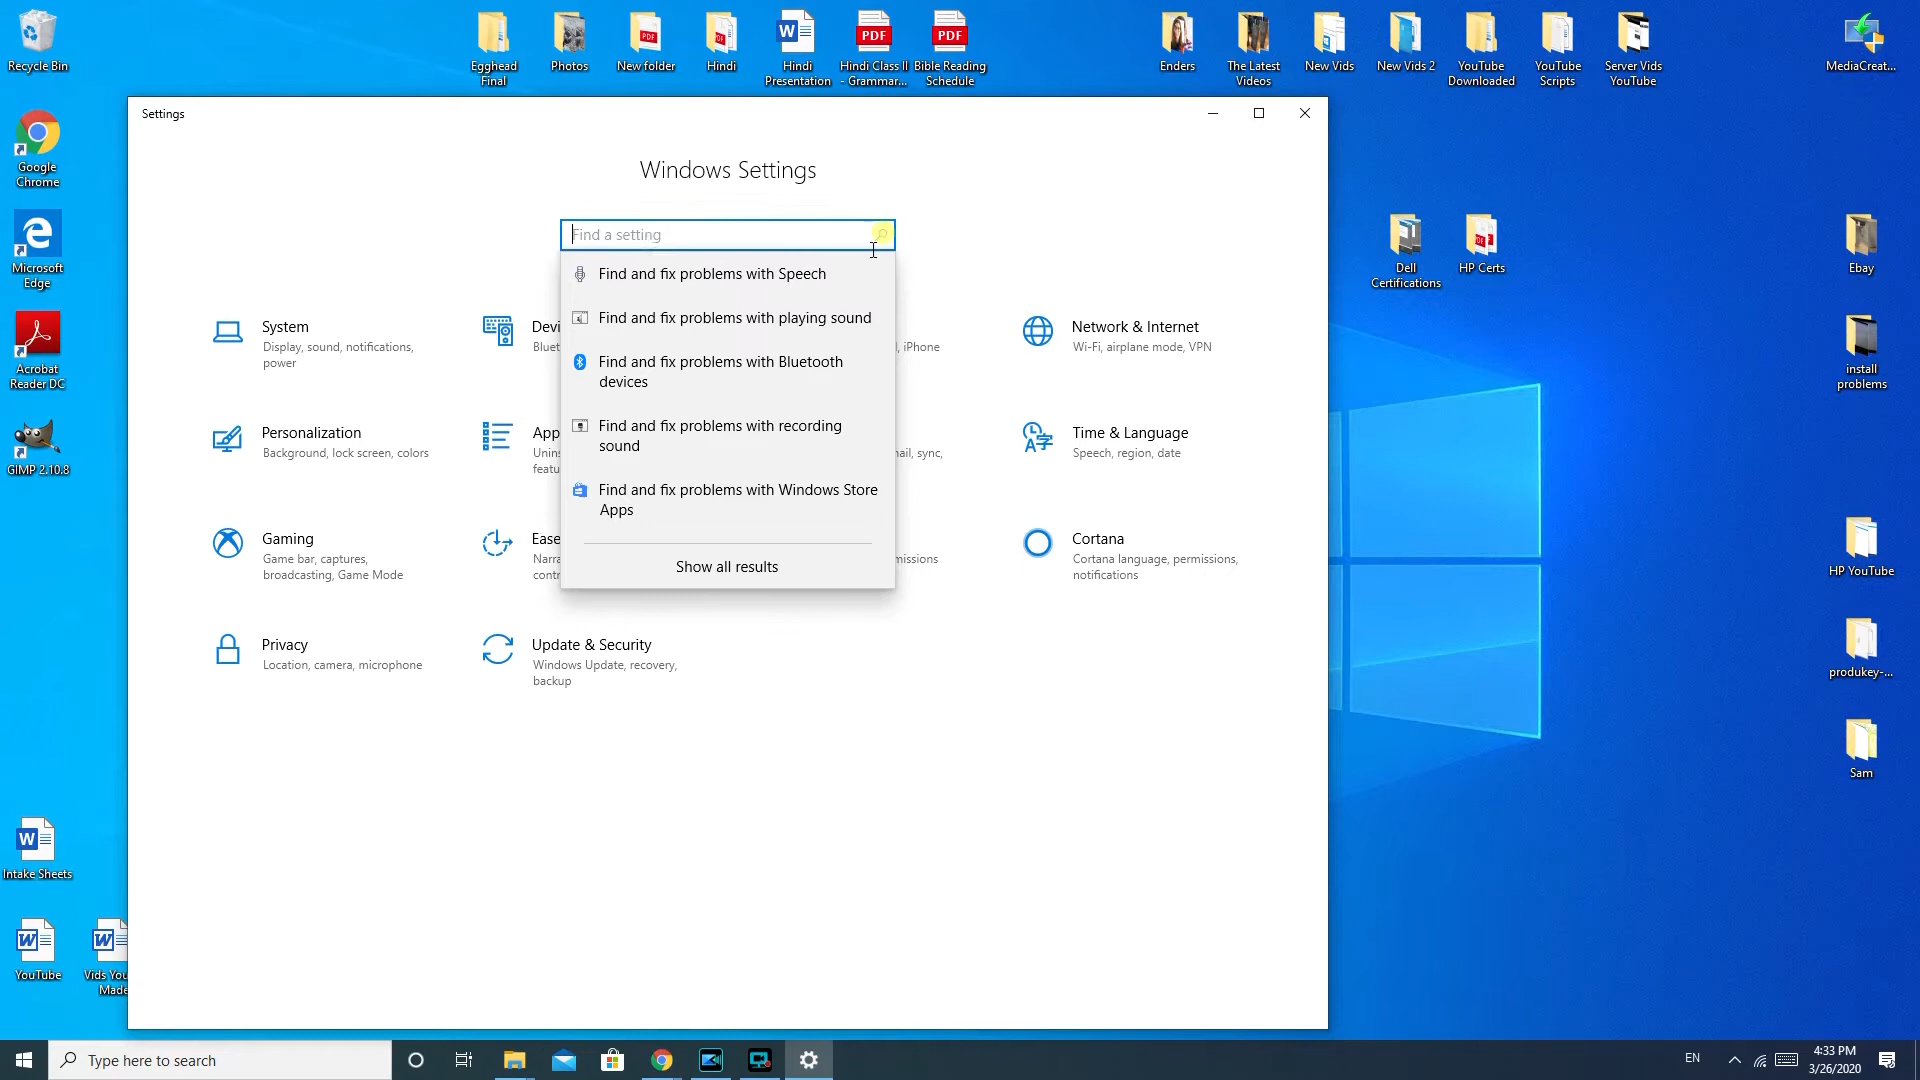 Recycle Bin
Egghead
Final
Photos
New folder
Hindi
Hindi
Presentation
Hindi Class II
- Grammar...
Bible Reading
Schedule
Enders
The Latest
Videos
New Vids
New Vids 2
YouTube
Downloaded
YouTube
Scripts
Server Vids
YouTube
MediaCreat...
PDF
PDF
PDF
PDF
W
Google
Chrome
Microsoft
Edge
Acrobat
Reader DC
GIMP 2.10.8
Intake Sheets
YouTube
Vids You
Made
Dell
Certifications
HP Certs
Ebay
install
problems
HP YouTube
produkey-...
Sam
Settings
Windows Settings
Find a setting
Find and fix problems with Speech
Find and fix problems with playing sound
Find and fix problems with Bluetooth
devices
Find and fix problems with recording
sound
Find and fix problems with Windows Store
Apps
Show all results
System
Display, sound, notifications,
power
Devi
Bluet
, iPhone
Network & Internet
Wi-Fi, airplane mode, VPN
Personalization
Background, lock screen, colors
App
Unins
featu
ail, sync,
Time & Language
Speech, region, date
Gaming
Game bar, captures,
broadcasting, Game Mode
Ease
Narra
contr
missions
Cortana
Cortana language, permissions,
notifications
Privacy
Location, camera, microphone
Update & Security
Windows Update, recovery,
backup
Type here to search
EN
4:33 PM
3/26/2020